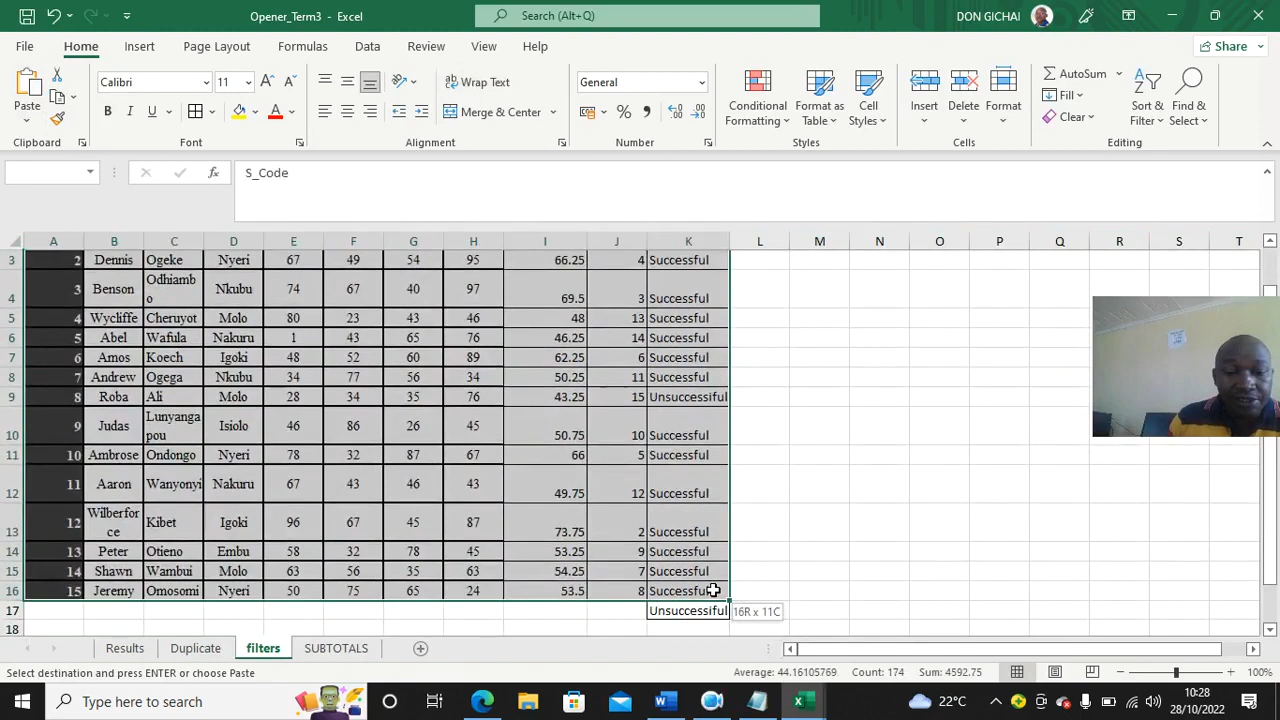 Opener_Term3 - Excel
Search (Alt+Q)
DON GICHAI
File Home Insert Page Layout Formulas Data Review View Help
Share
Paste
Calibri 11
B I U
Wrap Text
Merge & Center
General
Conditional Formatting
Format as Table
Cell Styles
Insert
Delete
Format
AutoSum
Fill
Clear
Sort & Filter
Find & Select
Clipboard Font Alignment Number Styles Cells Editing
S_Code
A B C D E F G H I J K L M N O P Q R S T
3 2 Dennis Ogeke Nyeri 67 49 54 95 66.25 4 Successful
4 3 Benson Odhiambo Nkubu 74 67 40 97 69.5 3 Successful
5 4 Wycliffe Cheruyot Molo 80 23 43 46 48 13 Successful
6 5 Abel Wafula Nakuru 1 43 65 76 46.25 14 Successful
7 6 Amos Koech Igoki 48 52 60 89 62.25 6 Successful
8 7 Andrew Ogega Nkubu 34 77 56 34 50.25 11 Successful
9 8 Roba Ali Molo 28 34 35 76 43.25 15 Unsuccessiful
10 9 Judas Lunyangapou Isiolo 46 86 26 45 50.75 10 Successful
11 10 Ambrose Ondongo Nyeri 78 32 87 67 66 5 Successful
12 11 Aaron Wanyonyi Nakuru 67 43 46 43 49.75 12 Successful
13 12 Wilberforce Kibet Igoki 96 67 45 87 73.75 2 Successful
14 13 Peter Otieno Embu 58 32 78 45 53.25 9 Successful
15 14 Shawn Wambui Molo 63 56 35 63 54.25 7 Successful
16 15 Jeremy Omosomi Nyeri 50 75 65 24 53.5 8 Successful
17 Unsuccessiful 16R x 11C
18
Results Duplicate filters SUBTOTALS
Select destination and press ENTER or choose Paste
Average: 44.16105769 Count: 174 Sum: 4592.75
100%
Type here to search
22°C
10:28
28/10/2022